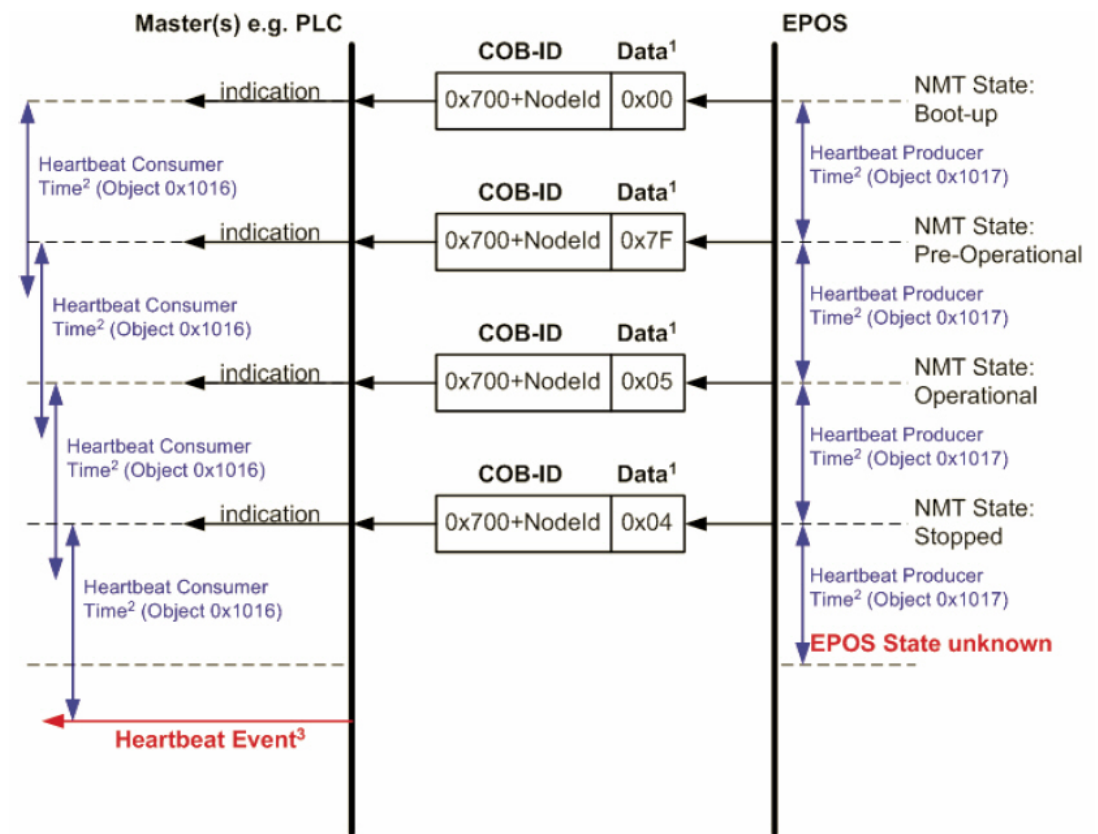 Master(s) e.g. PLC
EPOS
COB-ID Data¹
indication
0x700+NodeId 0x00
NMT State:
Boot-up
Heartbeat Consumer
Time² (Object 0x1016)
Heartbeat Producer
Time² (Object 0x1017)
COB-ID Data¹
indication
0x700+NodeId 0x7F
NMT State:
Pre-Operational
Heartbeat Consumer
Time² (Object 0x1016)
Heartbeat Producer
Time² (Object 0x1017)
COB-ID Data¹
indication
0x700+NodeId 0x05
NMT State:
Operational
Heartbeat Consumer
Time² (Object 0x1016)
Heartbeat Producer
Time² (Object 0x1017)
COB-ID Data¹
indication
0x700+NodeId 0x04
NMT State:
Stopped
Heartbeat Consumer
Time² (Object 0x1016)
Heartbeat Producer
Time² (Object 0x1017)
EPOS State unknown
Heartbeat Event³